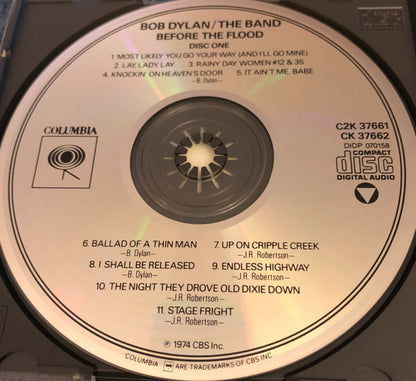 BOB DYLAN/THE BAND
BEFORE THE FLOOD
DISC ONE
1. MOST LIKELY YOU GO YOUR WAY (AND I'LL GO MINE)
2. LAY, LADY, LAY 3. RAINY DAY WOMEN #12 & 35
4. KNOCKIN' ON HEAVEN'S DOOR 5. IT AIN'T ME, BABE
—B. Dylan—
COLUMBIA
C2K 37661
CK 37662
DIDP 070158
COMPACT
disc
DIGITAL AUDIO
6. BALLAD OF A THIN MAN 7. UP ON CRIPPLE CREEK
—B. Dylan— —J.R. Robertson—
8. I SHALL BE RELEASED 9. ENDLESS HIGHWAY
—B. Dylan— —J.R. Robertson—
10. THE NIGHT THEY DROVE OLD DIXIE DOWN
—J.R. Robertson—
11. STAGE FRIGHT
—J.R. Robertson—
℗ 1974 CBS Inc.
"COLUMBIA" ARE TRADEMARKS OF CBS INC.